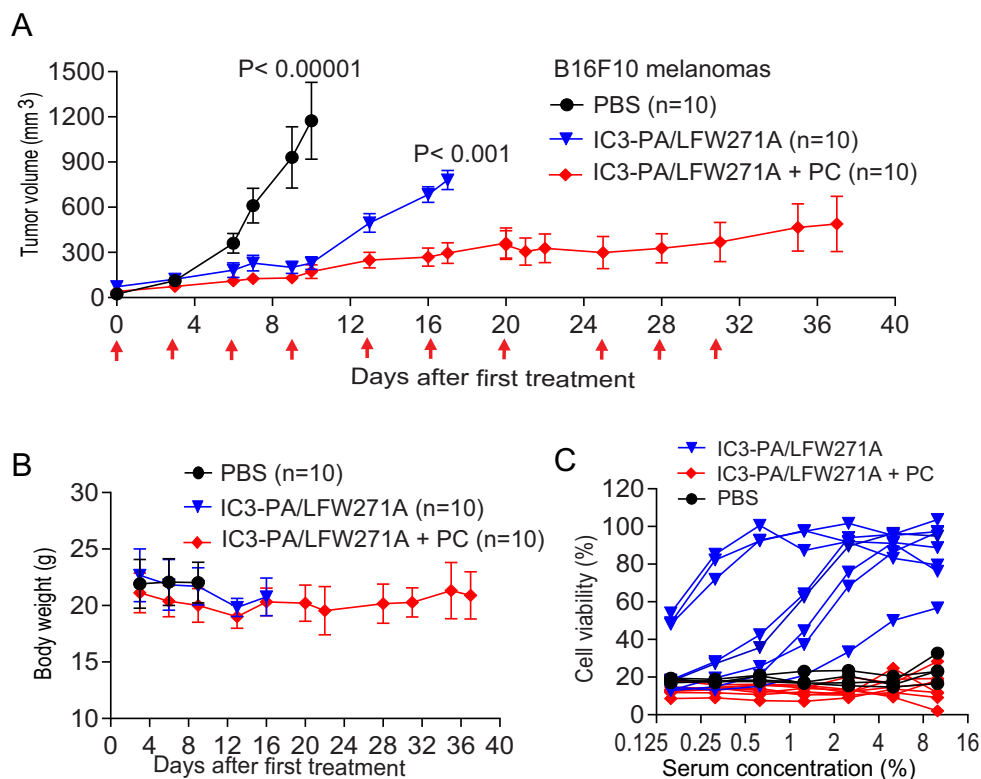 A
P< 0.00001
B16F10 melanomas
PBS (n=10)
IC3-PA/LFW271A (n=10)
IC3-PA/LFW271A + PC (n=10)
P< 0.001
Tumor volume (mm 3)
1500
1200
900
600
300
0
0 4 8 12 16 20 24 28 32 36 40
Days after first treatment
B
PBS (n=10)
IC3-PA/LFW271A (n=10)
IC3-PA/LFW271A + PC (n=10)
Body weight (g)
30
25
20
15
10
0 4 8 12 16 20 24 28 32 36 40
Days after first treatment
C
IC3-PA/LFW271A
IC3-PA/LFW271A + PC
PBS
Cell viability (%)
120
100
80
60
40
20
0
0.125 0.25 0.5 1 2 4 8 16
Serum concentration (%)